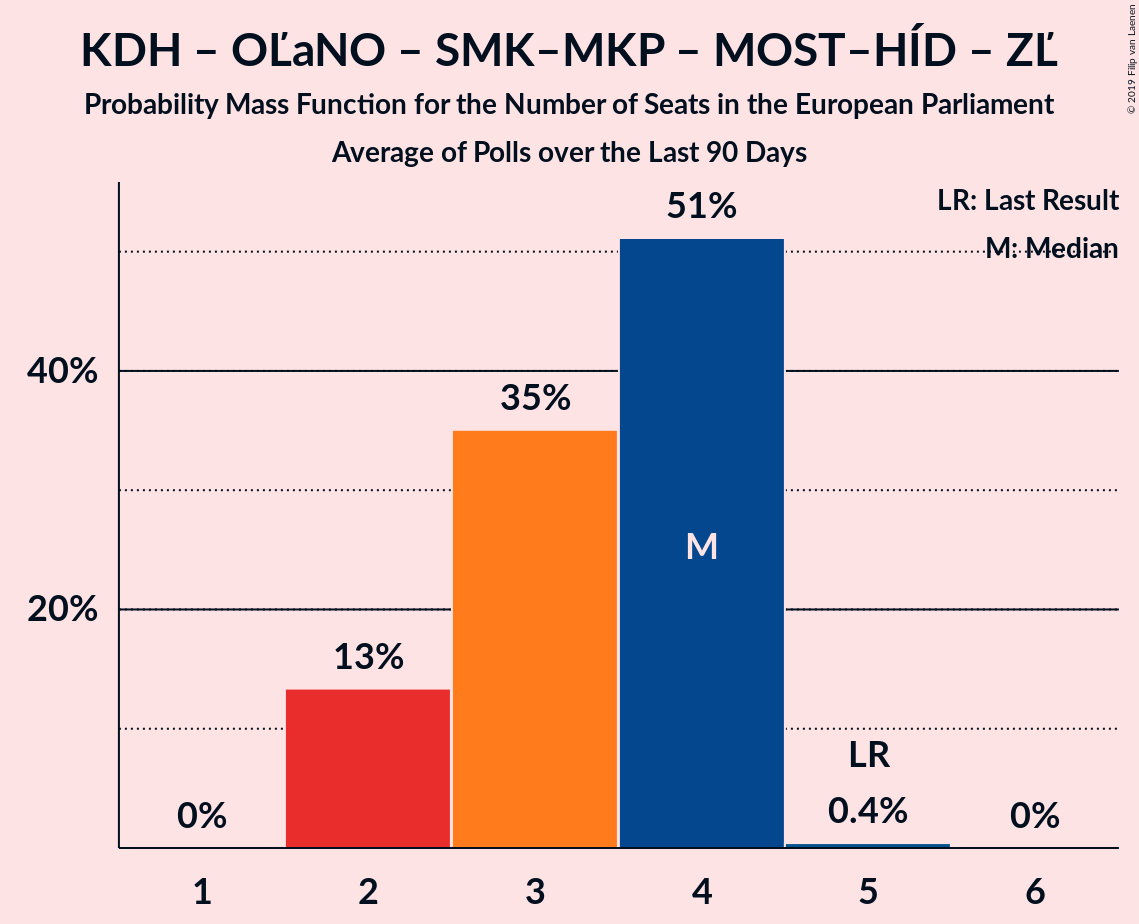 KDH – OĽaNO – SMK–MKP – MOST–HÍD – ZĽ
Probability Mass Function for the Number of Seats in the European Parliament
Average of Polls over the Last 90 Days
© 2019 Filip van Laenen
LR: Last Result
M: Median
51%
40%
35%
M
20%
13%
LR
0%
0.4%
0%
1 2 3 4 5 6